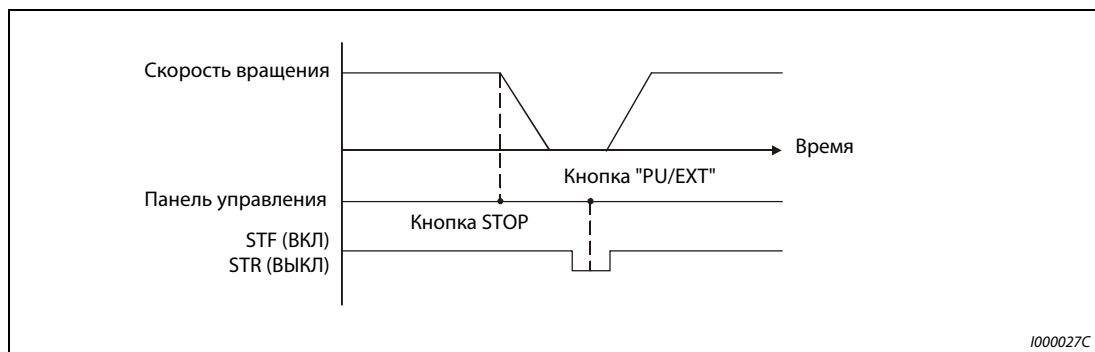 Скорость вращения
Время
Кнопка "PU/EXT"
Панель управления
Кнопка STOP
STF (ВКЛ)
STR (ВЫКЛ)
I000027C